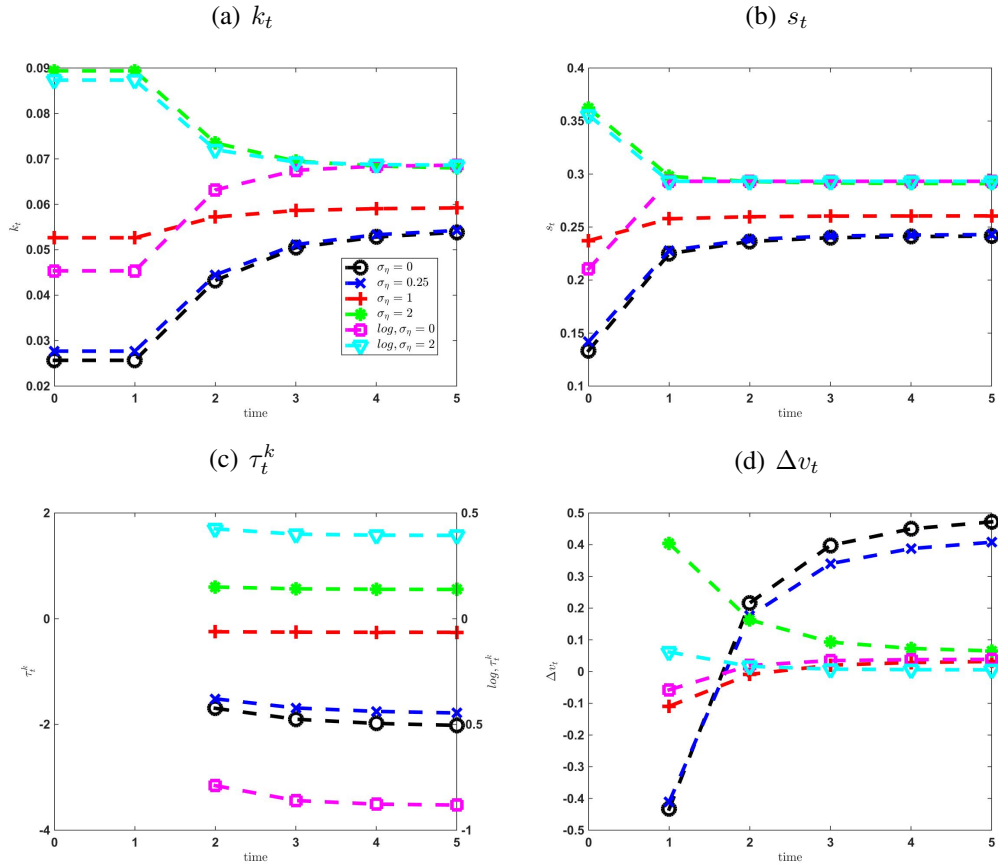 (a) k_t
0.09
0.08
0.07
0.06
0.05
0.04
0.03
0.02
k_t
0 1 2 3 4 5
time
σ_η = 0
σ_η = 0.25
σ_η = 1
σ_η = 2
log, σ_η = 0
log, σ_η = 2
(b) s_t
0.4
0.35
0.3
0.25
0.2
0.15
0.1
s_t
0 1 2 3 4 5
time
(c) τ_t^k
2
0
-2
-4
τ_t^k
0.5
0
-0.5
-1
log, τ_t^k
0 1 2 3 4 5
time
(d) Δv_t
0.5
0.4
0.3
0.2
0.1
0
-0.1
-0.2
-0.3
-0.4
-0.5
Δv_t
0 1 2 3 4 5
time